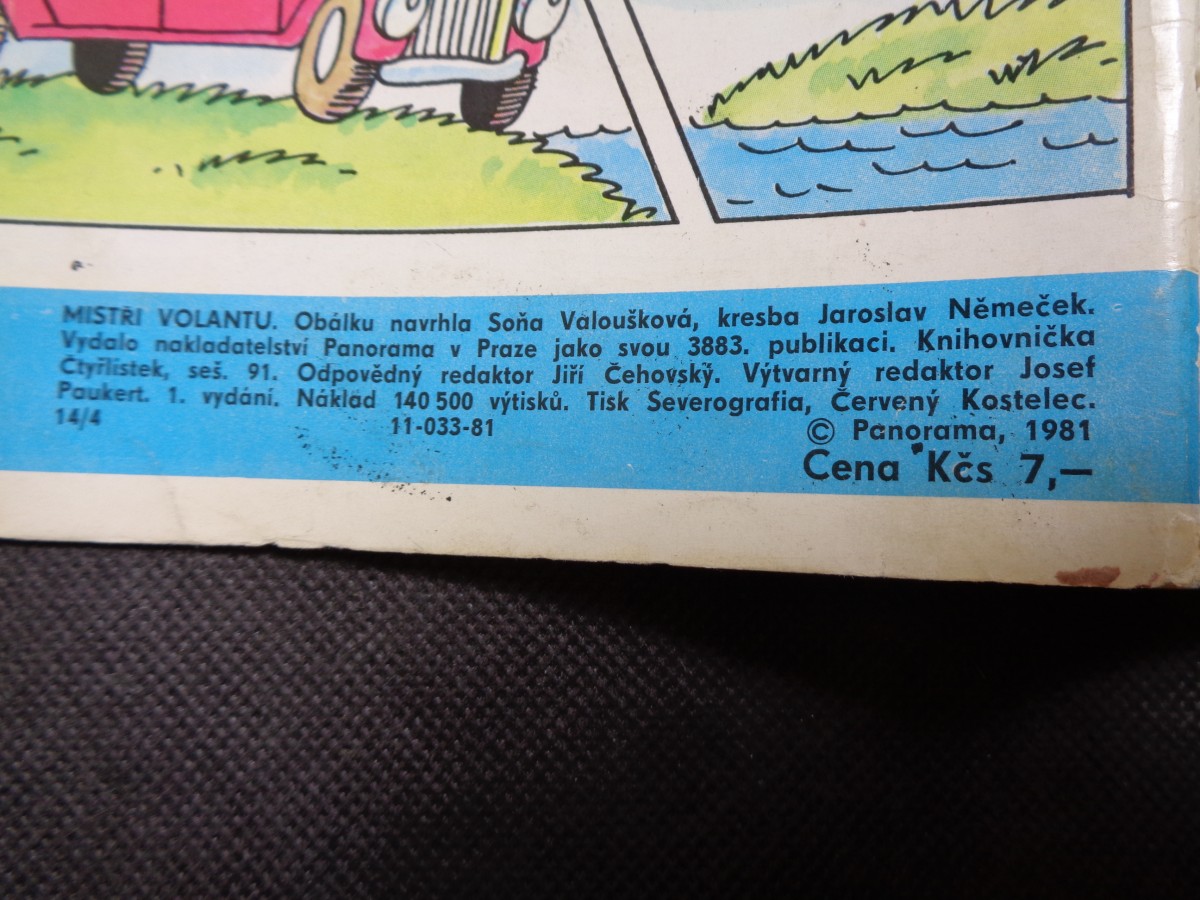 MISTŘI VOLANTU. Obálku navrhla Soňa Valoušková, kresba Jaroslav Němeček.
Vydalo nakladatelství Panorama v Praze jako svou 3883. publikaci. Knihovnička
Čtyřlístek, seš. 91. Odpovědný redaktor Jiří Čehovský. Výtvarný redaktor Josef
Paukert. 1. vydání. Náklad 140 500 výtisků. Tisk Severografia, Červený Kostelec.
14/4 11-033-81 © Panorama, 1981
Cena Kčs 7,—